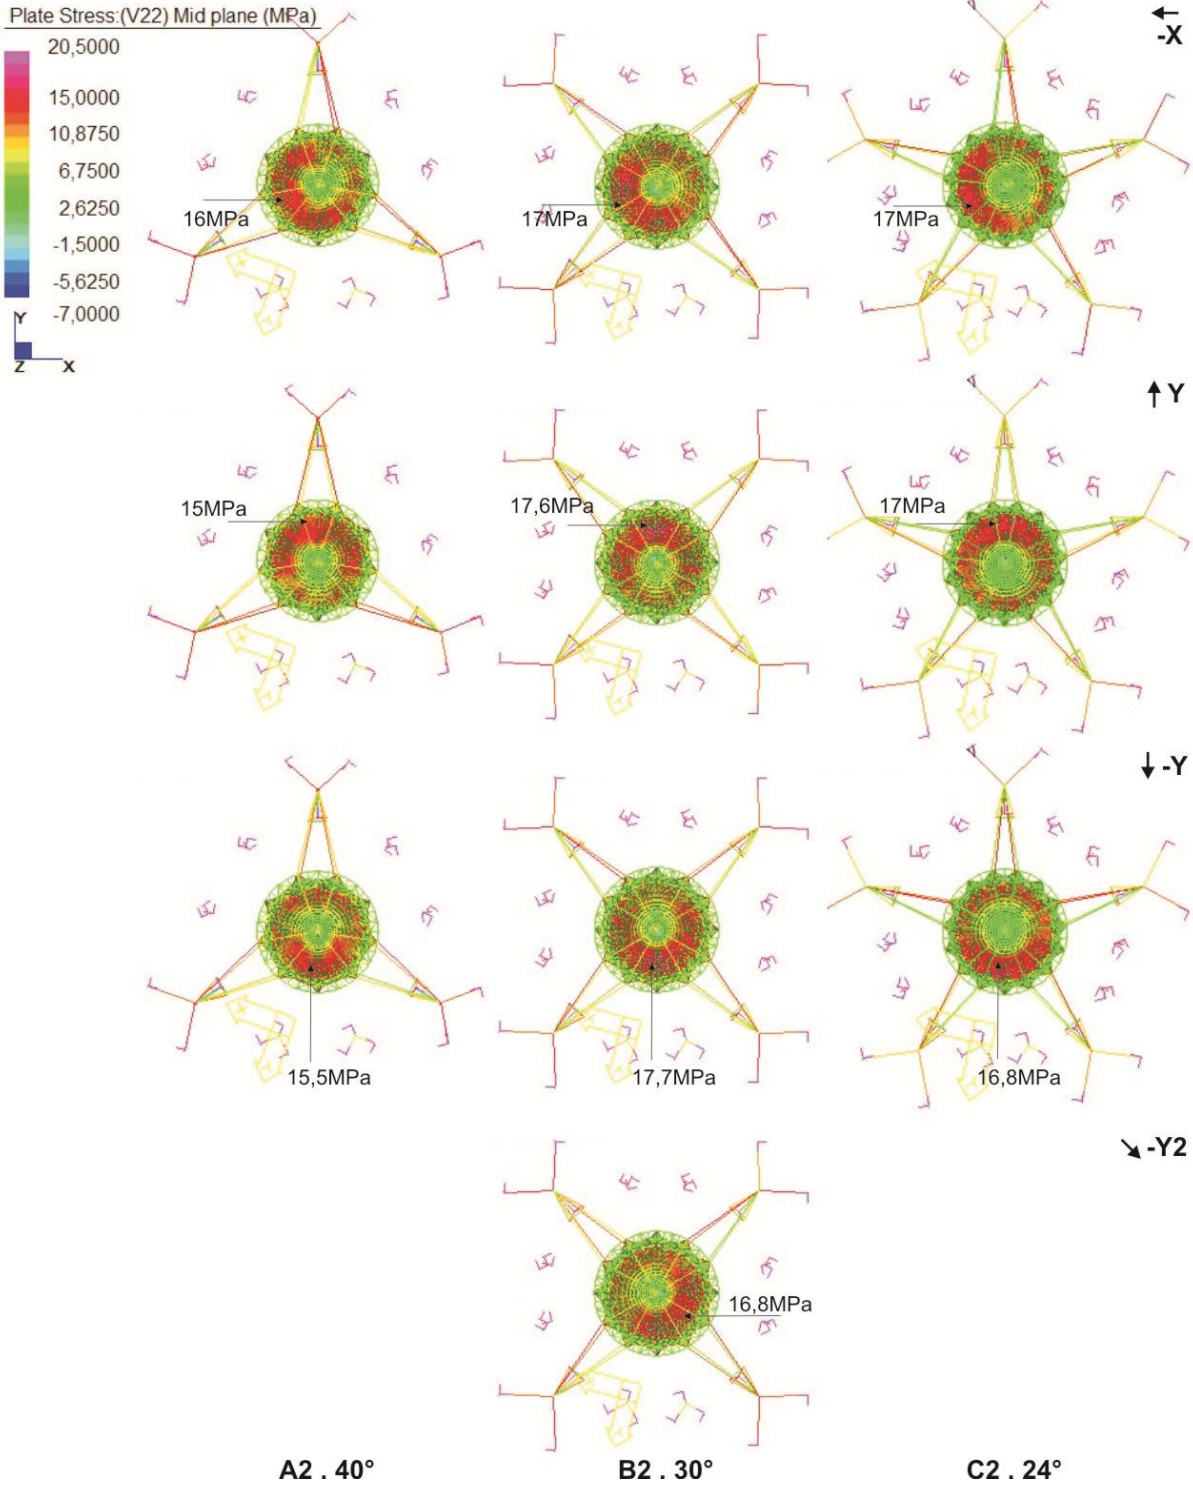 Plate Stress:(V22) Mid plane (MPa)
20,5000
15,0000
10,8750
6,7500
2,6250
-1,5000
-5,6250
-7,0000
Y
Z X
-X
16MPa
17MPa
17MPa
Y
15MPa
17,6MPa
17MPa
-Y
15,5MPa
17,7MPa
16,8MPa
-Y2
16,8MPa
A2 . 40°
B2 . 30°
C2 . 24°